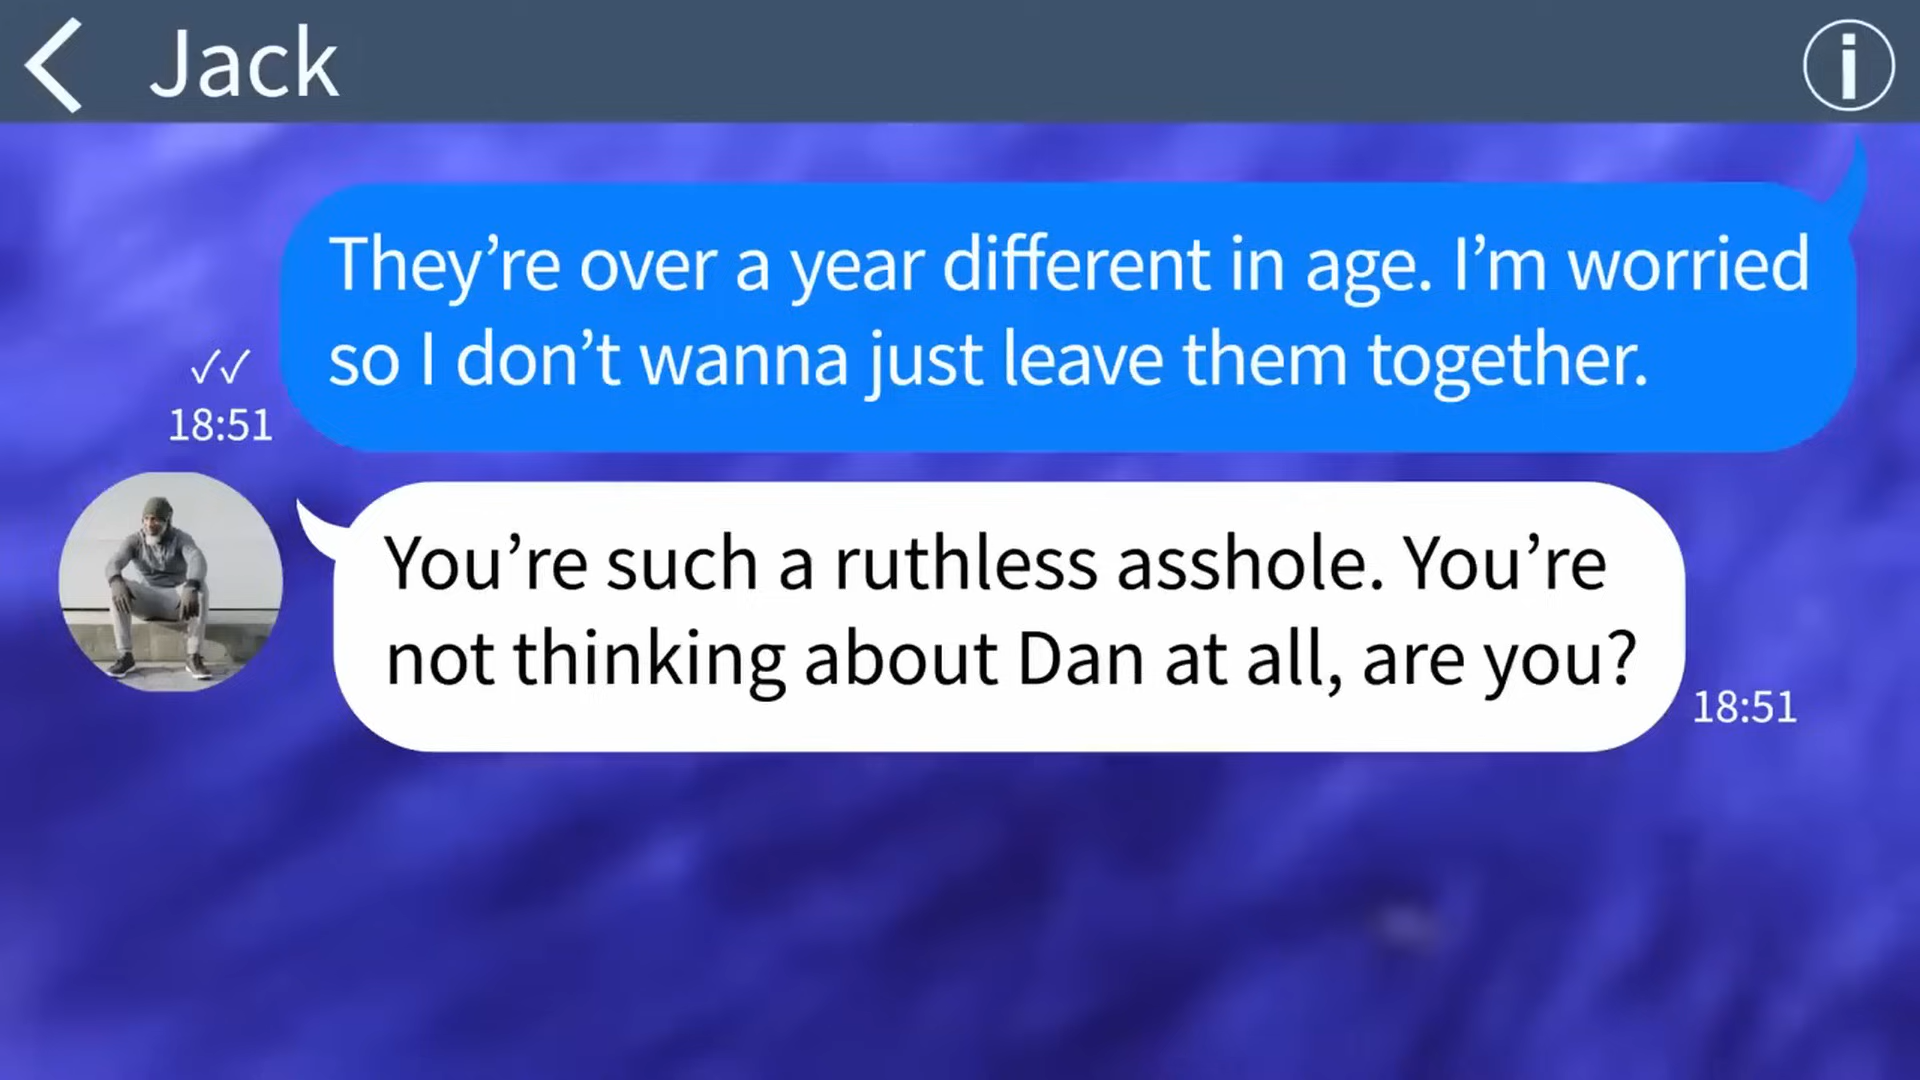 Jack
They’re over a year different in age. I’m worried
so I don’t wanna just leave them together.
18:51
You’re such a ruthless asshole. You’re
not thinking about Dan at all, are you?
18:51